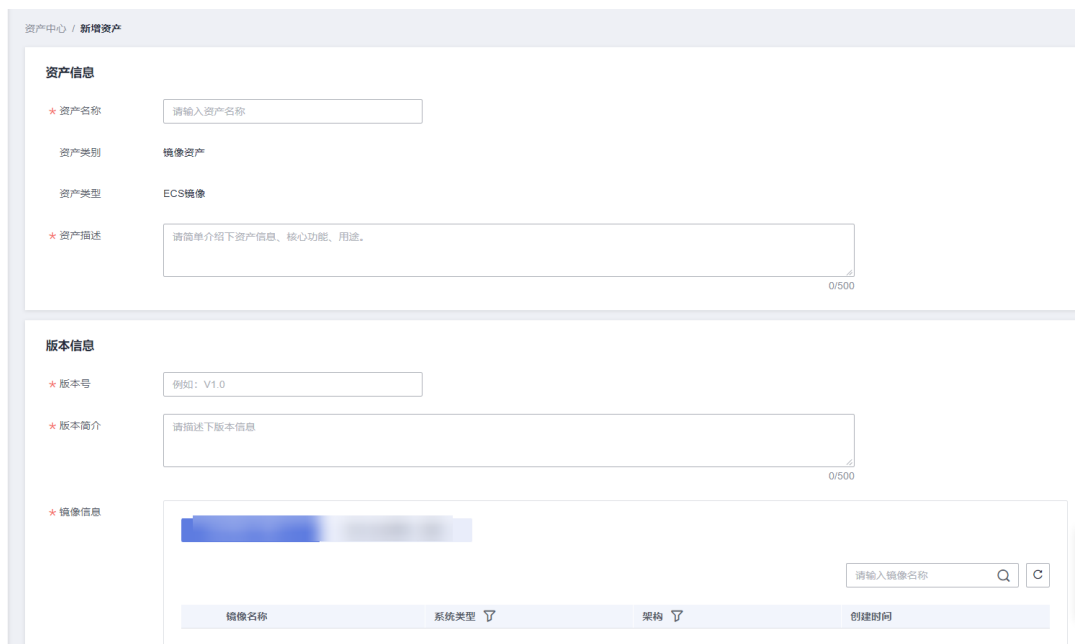 资产中心 / 新增资产
资产信息
* 资产名称 请输入资产名称
资产类别 镜像资产
资产类型 ECS镜像
* 资产描述 请简单介绍下资产信息、核心功能、用途。
0/500
版本信息
* 版本号 例如：V1.0
* 版本简介 请描述下版本信息
0/500
* 镜像信息
请输入镜像名称
镜像名称 系统类型 架构 创建时间